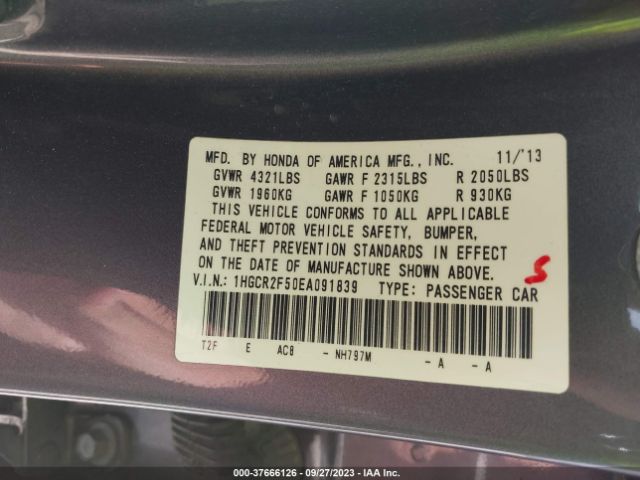 MFD. BY HONDA OF AMERICA MFG., INC. 11/'13
GVWR 4321LBS GAWR F 2315LBS R 2050LBS
GVWR 1960KG GAWR F 1050KG R 930KG
THIS VEHICLE CONFORMS TO ALL APPLICABLE
FEDERAL MOTOR VEHICLE SAFETY, BUMPER,
AND THEFT PREVENTION STANDARDS IN EFFECT
ON THE DATE OF MANUFACTURE SHOWN ABOVE.
S
V.I.N.: 1HGCR2F50EA091839 TYPE: PASSENGER CAR
T2F E AC8 - NH797M - A - A
000-37666126 - 09/27/2023 - IAA Inc.